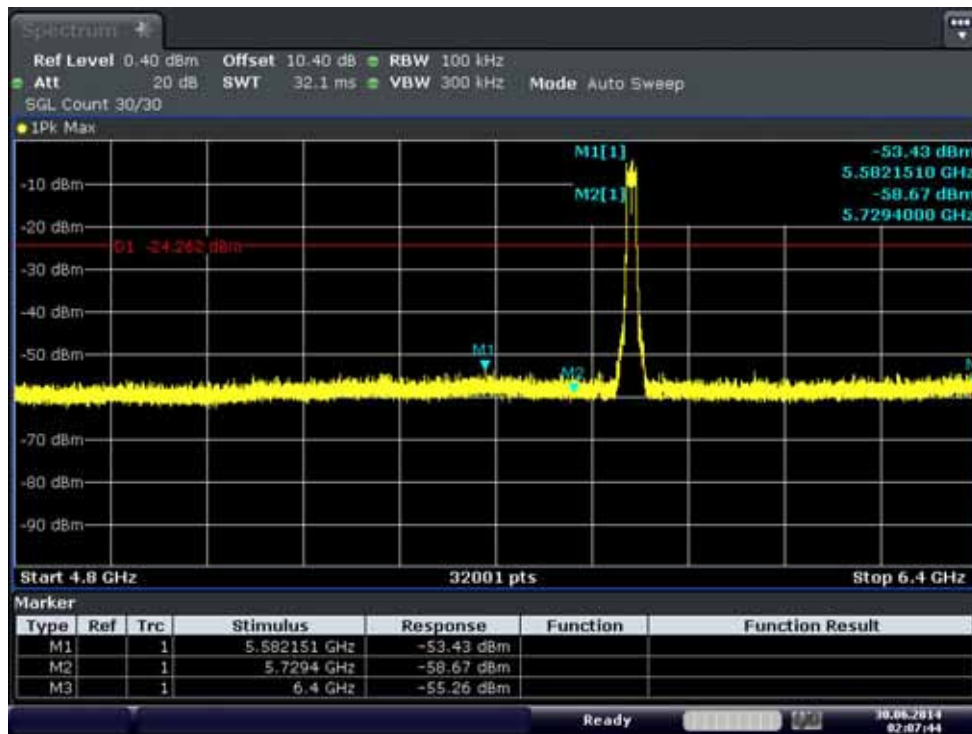 Spectrum
Ref Level 0.40 dBm Offset 10.40 dB RBW 100 kHz
Att 20 dB SWT 32.1 ms VBW 300 kHz Mode Auto Sweep
SGL Count 30/30
1Pk Max
M1[1] -53.43 dBm
5.5821510 GHz
-10 dBm
M2[1] -58.67 dBm
5.7294000 GHz
-20 dBm
D1 -24.262 dBm
-30 dBm
-40 dBm
-50 dBm
M1
M2
-70 dBm
-80 dBm
-90 dBm
Start 4.8 GHz 32001 pts Stop 6.4 GHz
Marker
Type Ref Trc Stimulus Response Function Function Result
M1 1 5.582151 GHz -53.43 dBm
M2 1 5.7294 GHz -58.67 dBm
M3 1 6.4 GHz -55.26 dBm
Ready 30.06.2014
02:07:44